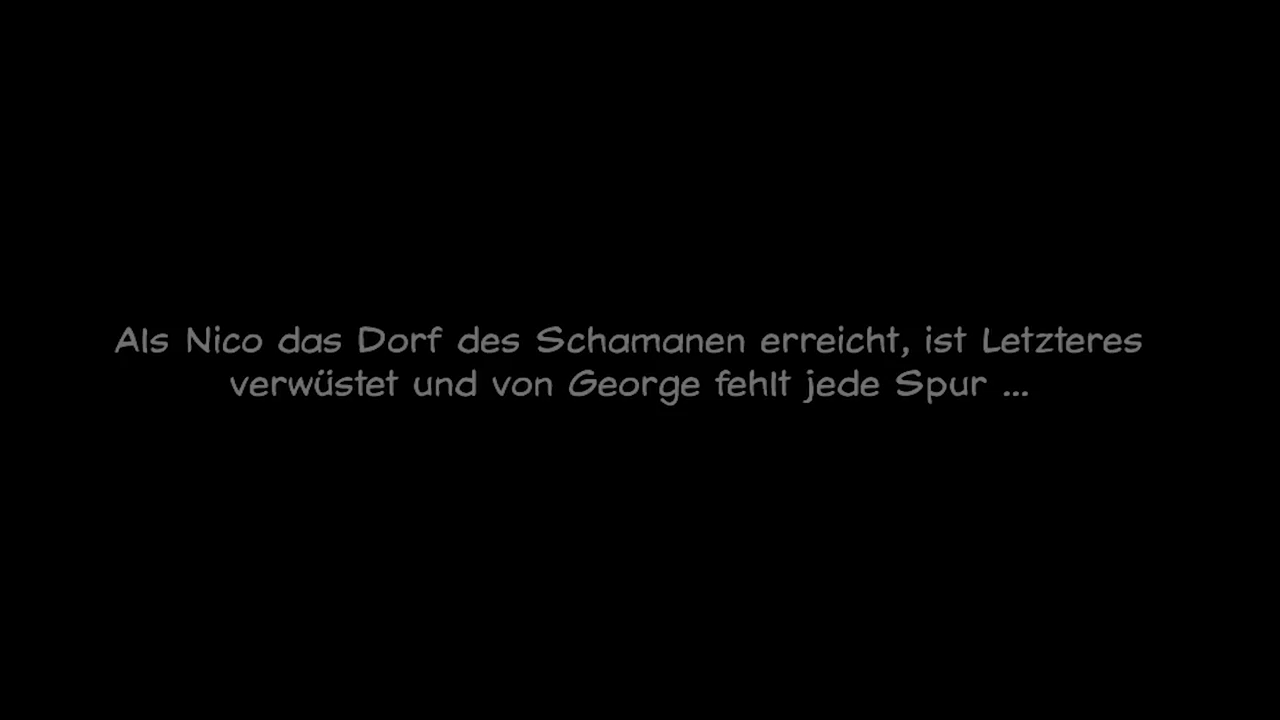 Als Nico das Dorf des Schamanen erreicht, ist Letzteres
verwüstet und von George fehlt jede Spur ...